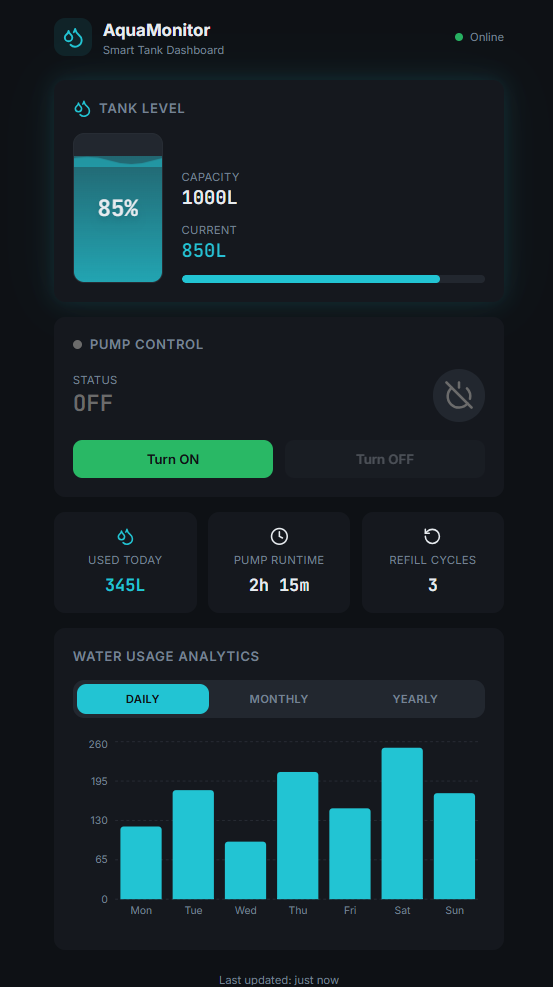 AquaMonitor
Smart Tank Dashboard
Online
TANK LEVEL
85%
CAPACITY
1000L
CURRENT
850L
PUMP CONTROL
STATUS
OFF
Turn ON
Turn OFF
USED TODAY
345L
PUMP RUNTIME
2h 15m
REFILL CYCLES
3
WATER USAGE ANALYTICS
DAILY MONTHLY YEARLY
260
195
130
65
0
Mon Tue Wed Thu Fri Sat Sun
Last updated: just now